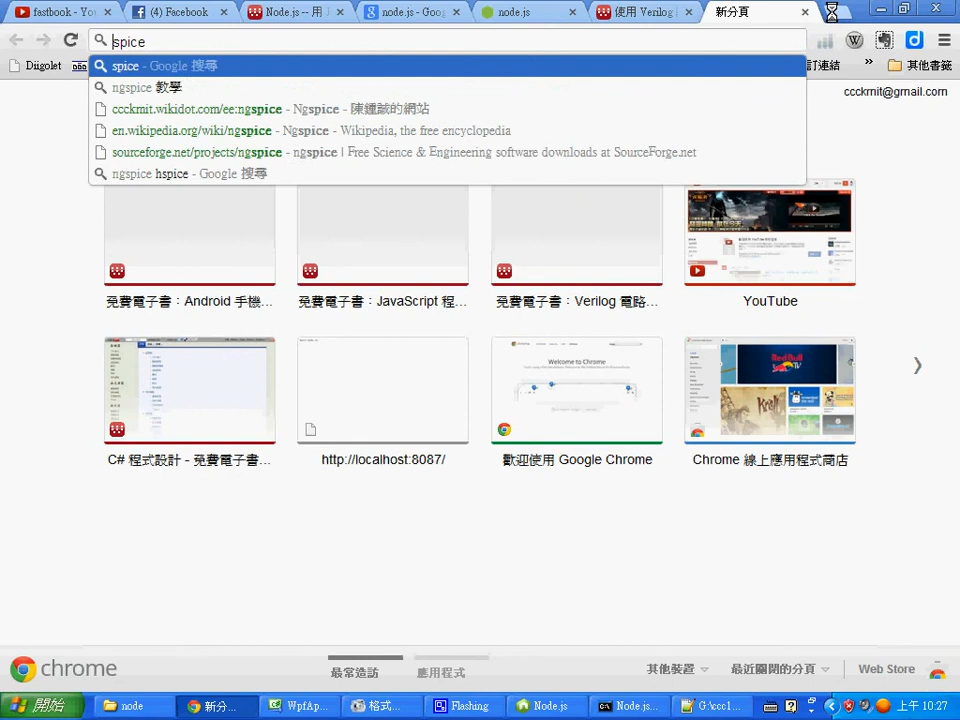 fastbook - Yo
(4) Facebook
Node.js -- 用
node.js - Goo
node.js
使用 Verilog
新分頁
spice
Diigolet
訂連結
»
其他書籤
spice - Google 搜尋
ngspice 教學
ccckmit.wikidot.com/ee:ngspice - Ngspice - 陳鍾誠的網站
en.wikipedia.org/wiki/ngspice - Ngspice - Wikipedia, the free encyclopedia
sourceforge.net/projects/ngspice - ngspice | Free Science & Engineering software downloads at SourceForge.net
ngspice hspice - Google 搜尋
ccckmit@gmail.com
免費電子書：Android 手機...
免費電子書：JavaScript 程...
免費電子書：Verilog 電路...
YouTube
Welcome to Chrome
Red Bull
TV
C# 程式設計 - 免費電子書...
http://localhost:8087/
歡迎使用 Google Chrome
Chrome 線上應用程式商店
chrome
最常造訪
應用程式
其他裝置
最近關閉的分頁
Web Store
開始
node
新分...
WpfAp...
格式...
Flashing
Node.js
Node.js...
G:\ccc1...
上午 10:27